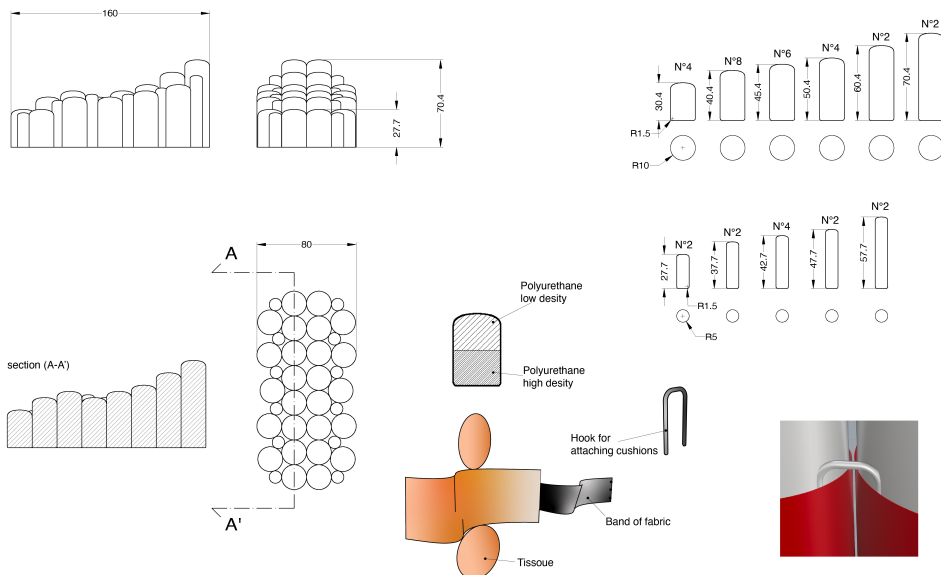 160
70.4
27.7
N°4
N°8
N°6
N°4
N°2
N°2
30.4
40.4
45.4
50.4
60.4
70.4
R1.5
R10
N°2
N°2
N°4
N°2
N°2
27.7
37.7
42.7
47.7
57.7
R1.5
R5
A
80
A'
section (A-A')
Polyurethane
low desity
Polyurethane
high desity
Hook for
attaching cushions
Band of fabric
Tissoue